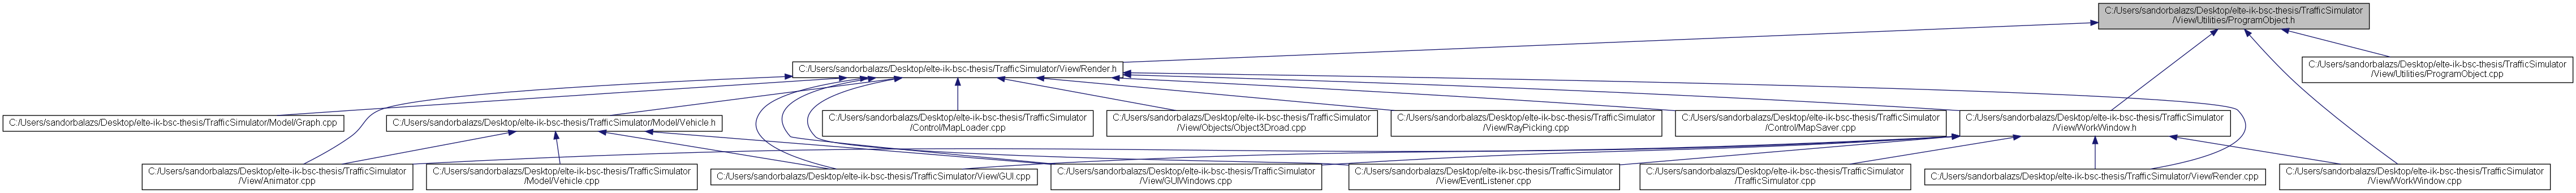 C:/Users/sandorbalazs/Desktop/elte-ik-bsc-thesis/TrafficSimulator
/View/Utilities/ProgramObject.h
C:/Users/sandorbalazs/Desktop/elte-ik-bsc-thesis/TrafficSimulator/View/Render.h
C:/Users/sandorbalazs/Desktop/elte-ik-bsc-thesis/TrafficSimulator
/View/Utilities/ProgramObject.cpp
C:/Users/sandorbalazs/Desktop/elte-ik-bsc-thesis/TrafficSimulator/Model/Graph.cpp
C:/Users/sandorbalazs/Desktop/elte-ik-bsc-thesis/TrafficSimulator/Model/Vehicle.h
C:/Users/sandorbalazs/Desktop/elte-ik-bsc-thesis/TrafficSimulator
/Control/MapLoader.cpp
C:/Users/sandorbalazs/Desktop/elte-ik-bsc-thesis/TrafficSimulator
/View/Objects/Object3Droad.cpp
C:/Users/sandorbalazs/Desktop/elte-ik-bsc-thesis/TrafficSimulator
/View/RayPicking.cpp
C:/Users/sandorbalazs/Desktop/elte-ik-bsc-thesis/TrafficSimulator
/Control/MapSaver.cpp
C:/Users/sandorbalazs/Desktop/elte-ik-bsc-thesis/TrafficSimulator
/View/WorkWindow.h
C:/Users/sandorbalazs/Desktop/elte-ik-bsc-thesis/TrafficSimulator
/View/Animator.cpp
C:/Users/sandorbalazs/Desktop/elte-ik-bsc-thesis/TrafficSimulator
/Model/Vehicle.cpp
C:/Users/sandorbalazs/Desktop/elte-ik-bsc-thesis/TrafficSimulator/View/GUI.cpp
C:/Users/sandorbalazs/Desktop/elte-ik-bsc-thesis/TrafficSimulator
/View/GUIWindows.cpp
C:/Users/sandorbalazs/Desktop/elte-ik-bsc-thesis/TrafficSimulator
/View/EventListener.cpp
C:/Users/sandorbalazs/Desktop/elte-ik-bsc-thesis/TrafficSimulator
/TrafficSimulator.cpp
C:/Users/sandorbalazs/Desktop/elte-ik-bsc-thesis/TrafficSimulator/View/Render.cpp
C:/Users/sandorbalazs/Desktop/elte-ik-bsc-thesis/TrafficSimulator
/View/WorkWindow.cpp